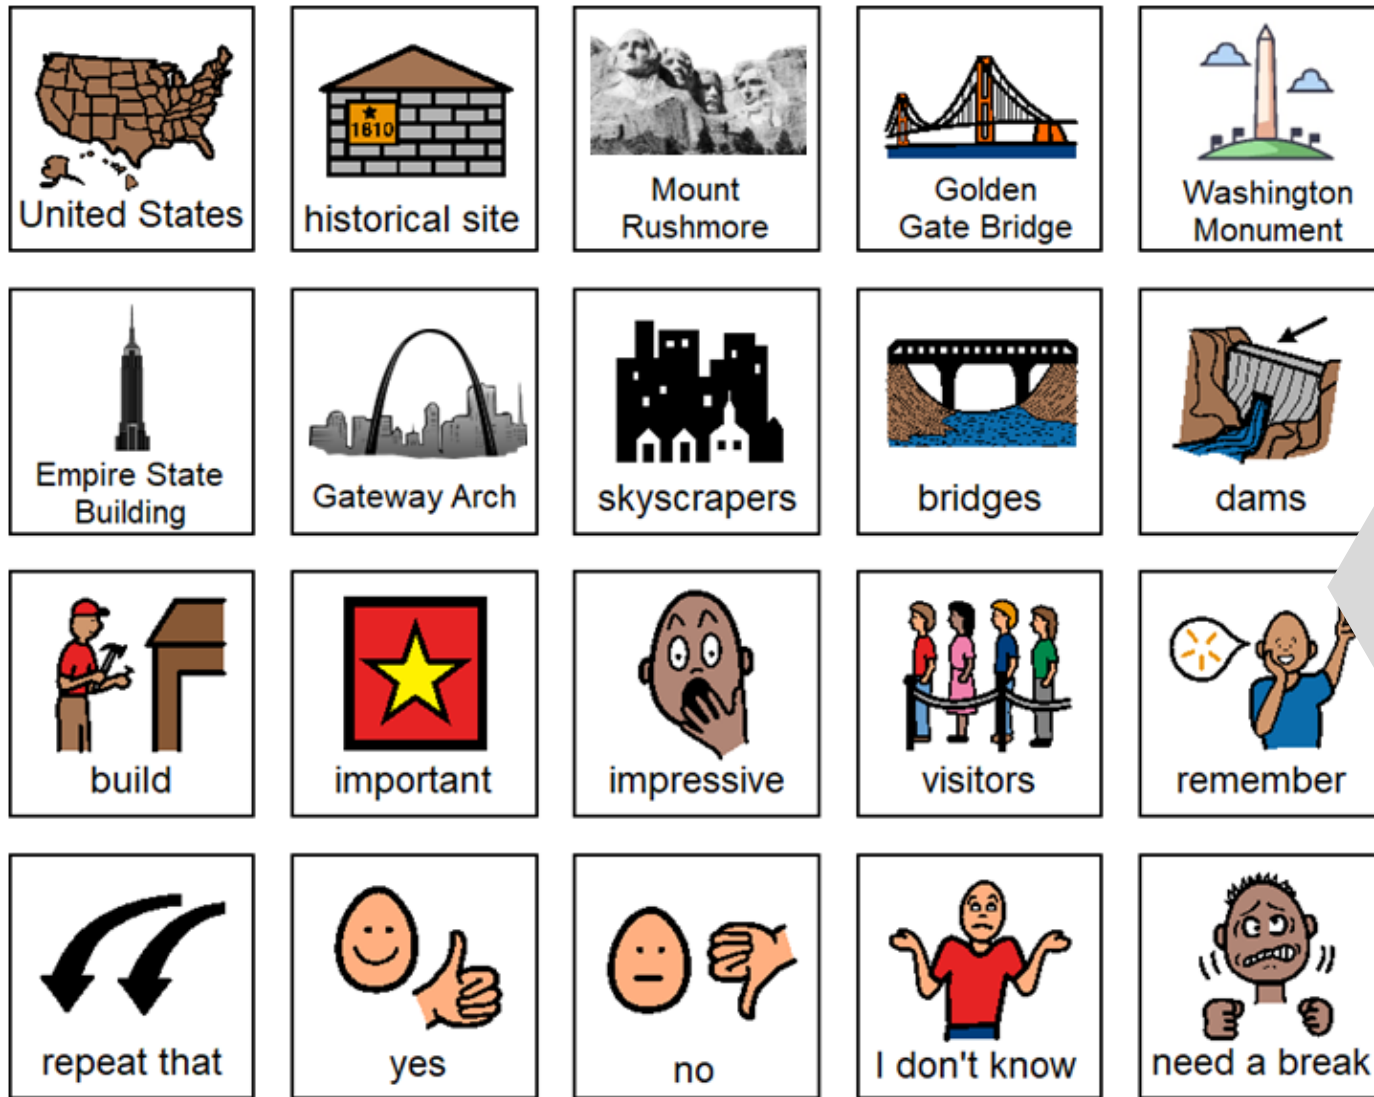 United States
1810
historical site
Mount
Rushmore
Golden
Gate Bridge
Washington
Monument
Empire State
Building
Gateway Arch
skyscrapers
bridges
dams
build
important
impressive
visitors
remember
repeat that
yes
no
I don't know
need a break